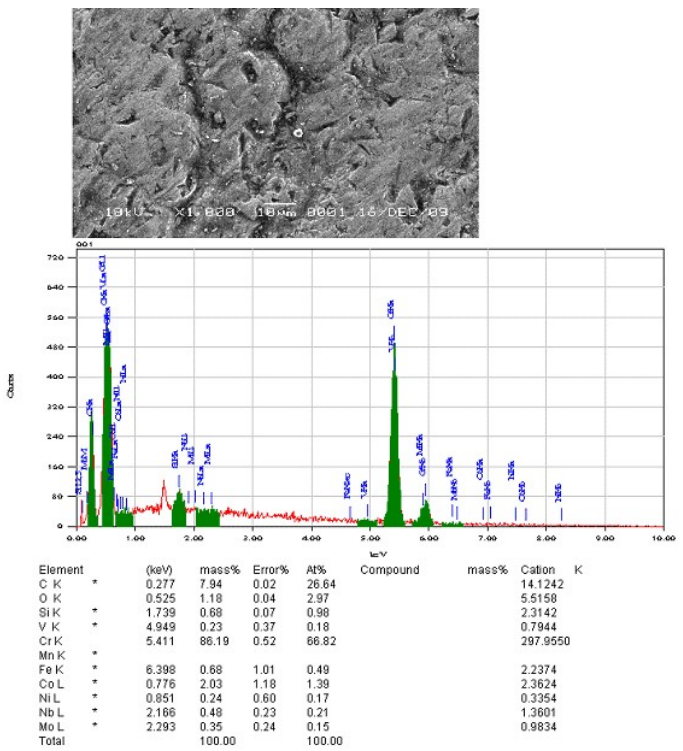 10kV X1,000 10μm 0001 16/DEC/09
001
720
640
560
480
400
320
240
160
80
0
Counts
0.00 1.00 2.00 3.00 4.00 5.00 6.00 7.00 8.00 9.00 10.00
keV
Element (keV) mass% Error% At% Compound mass% Cation K
C K * 0.277 7.94 0.02 26.64 14.1242
O K 0.525 1.18 0.04 2.97 5.5158
Si K * 1.739 0.68 0.07 0.98 2.3142
V K * 4.949 0.23 0.37 0.18 0.7944
Cr K 5.411 86.19 0.52 66.82 297.9550
Mn K *
Fe K * 6.398 0.68 1.01 0.49 2.2374
Co L * 0.776 2.03 1.18 1.39 2.3624
Ni L * 0.851 0.24 0.60 0.17 0.3354
Nb L * 2.166 0.48 0.23 0.21 1.3601
Mo L * 2.293 0.35 0.24 0.15 0.9834
Total 100.00 100.00